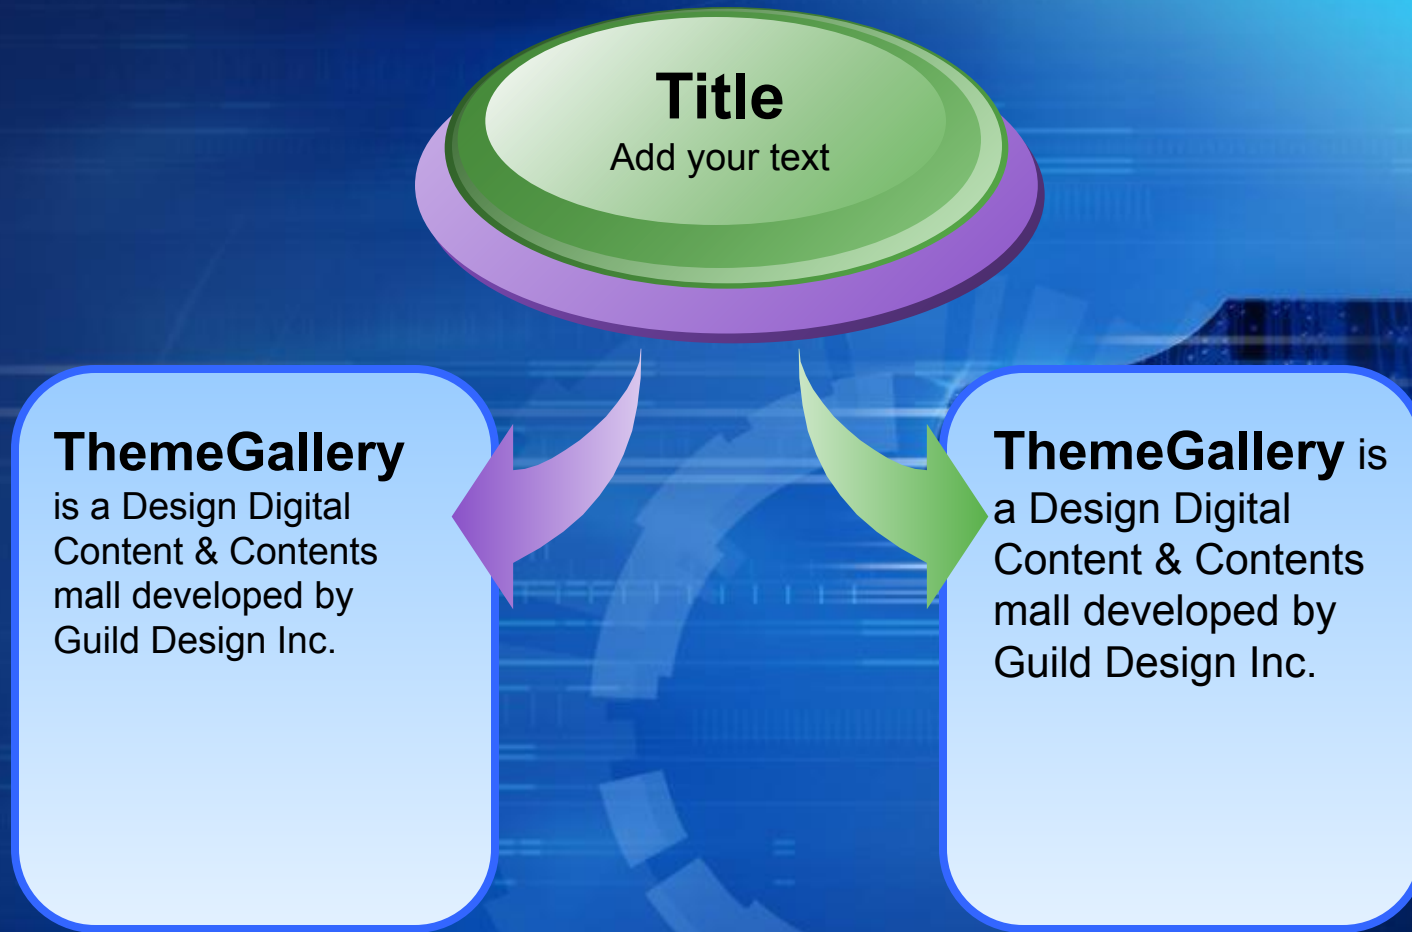 Title
Add your text
ThemeGallery
is a Design Digital
Content & Contents
mall developed by
Guild Design Inc.
ThemeGallery is
a Design Digital
Content & Contents
mall developed by
Guild Design Inc.